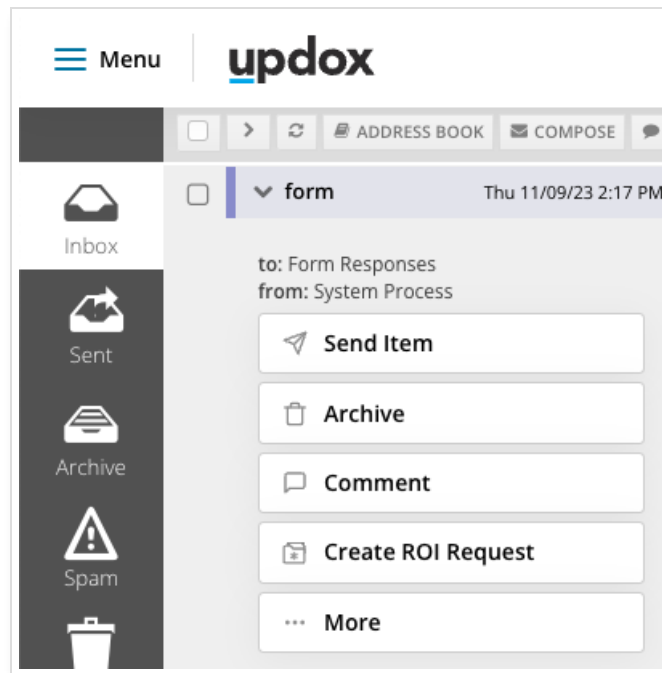 Menu
updox
ADDRESS BOOK
COMPOSE
form
Thu 11/09/23 2:17 PM
Inbox
to: Form Responses
from: System Process
Send Item
Sent
Archive
Archive
Comment
Create ROI Request
Spam
More